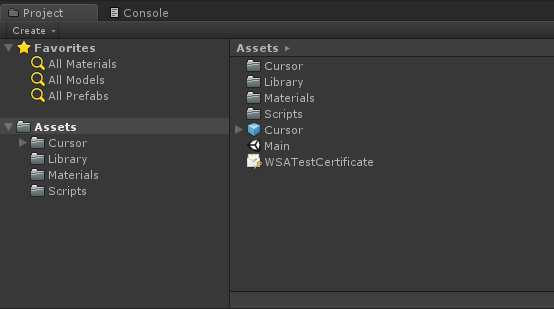 Project
Console
Create
Favorites
All Materials
All Models
All Prefabs
Assets
Cursor
Library
Materials
Scripts
Assets
Cursor
Library
Materials
Scripts
Cursor
Main
WSATestCertificate